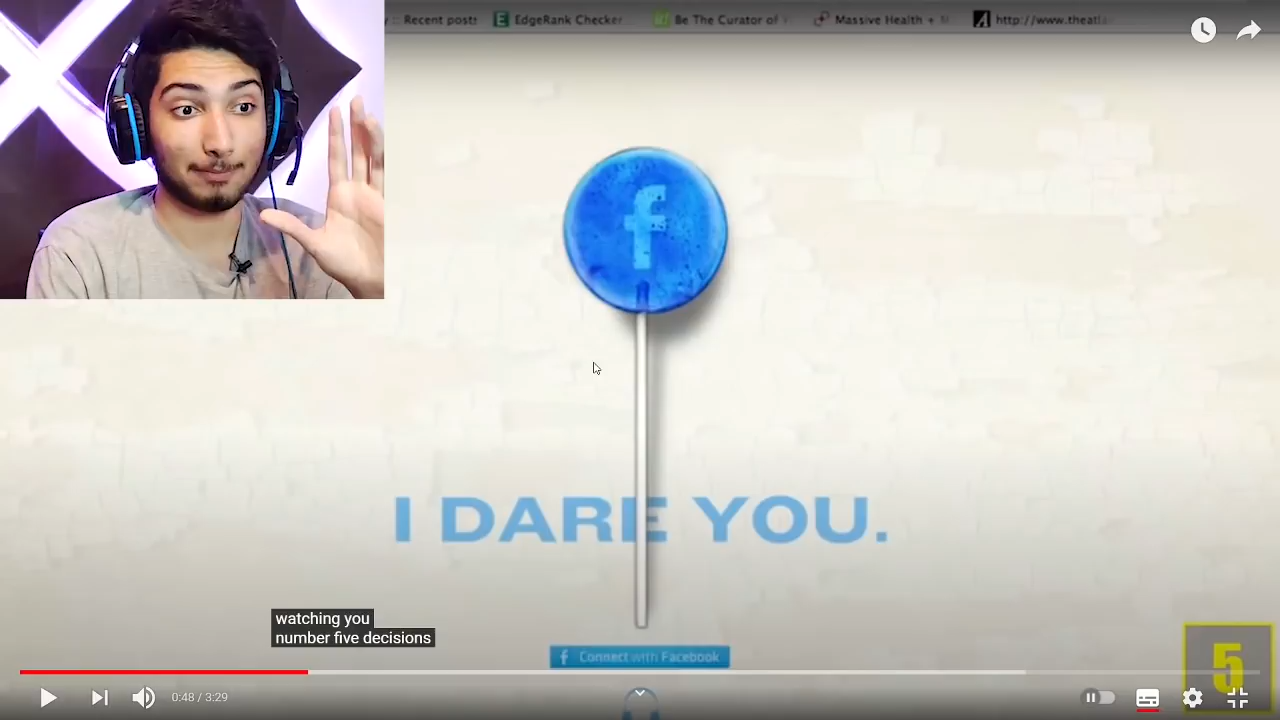 Recent posts
EdgeRank Checker
Be The Curator of
Massive Health +
http://www.theatla
f
I DARE YOU.
watching you
number five decisions
f Connect with Facebook
5
0:48 / 3:29